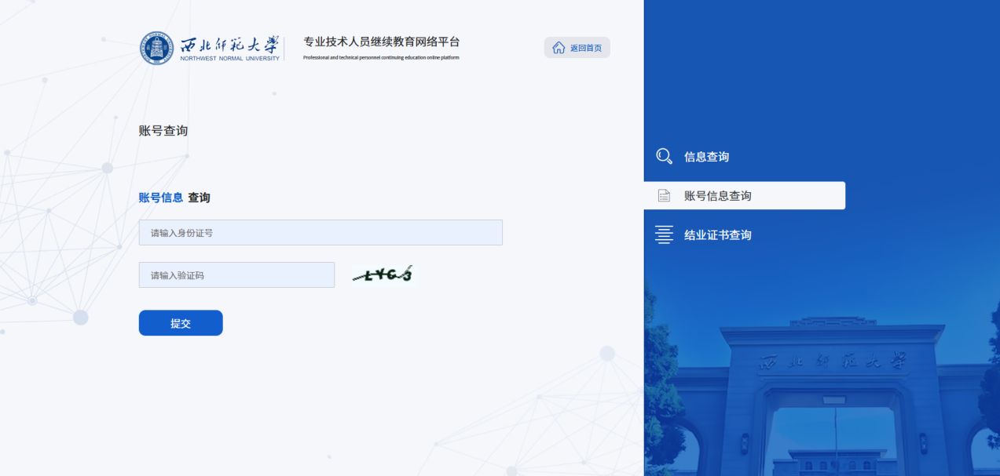 西北师范大学
NORTHWEST NORMAL UNIVERSITY
专业技术人员继续教育网络平台
Professional and technical personnel continuing education online platform
返回首页
账号查询
账号信息 查询
请输入身份证号
请输入验证码
LYG3
提交
信息查询
账号信息查询
结业证书查询
西北师范大学